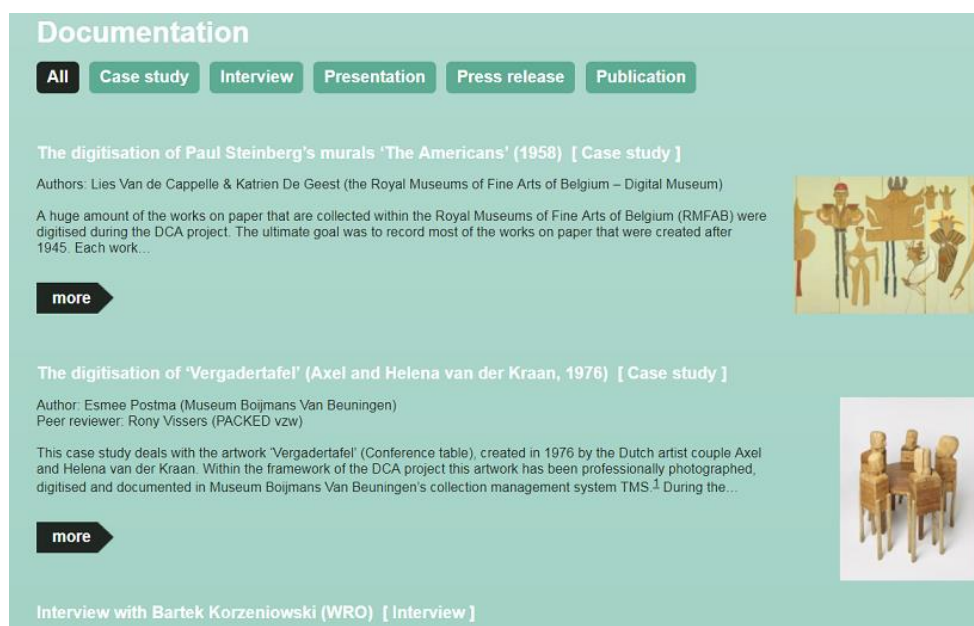 Documentation
All Case study Interview Presentation Press release Publication
The digitisation of Paul Steinberg's murals ‘The Americans’ (1958) [ Case study ]
Authors: Lies Van de Cappelle & Katrien De Geest (the Royal Museums of Fine Arts of Belgium – Digital Museum)
A huge amount of the works on paper that are collected within the Royal Museums of Fine Arts of Belgium (RMFAB) were
digitised during the DCA project. The ultimate goal was to record most of the works on paper that were created after
1945. Each work...
more
The digitisation of ‘Vergadertafel’ (Axel and Helena van der Kraan, 1976) [ Case study ]
Author: Esmee Postma (Museum Boijmans Van Beuningen)
Peer reviewer: Rony Vissers (PACKED vzw)
This case study deals with the artwork ‘Vergadertafel’ (Conference table), created in 1976 by the Dutch artist couple Axel
and Helena van der Kraan. Within the framework of the DCA project this artwork has been professionally photographed,
digitised and documented in Museum Boijmans Van Beuningen's collection management system TMS.1 During the...
more
Interview with Bartek Korzeniowski (WRO) [ Interview ]